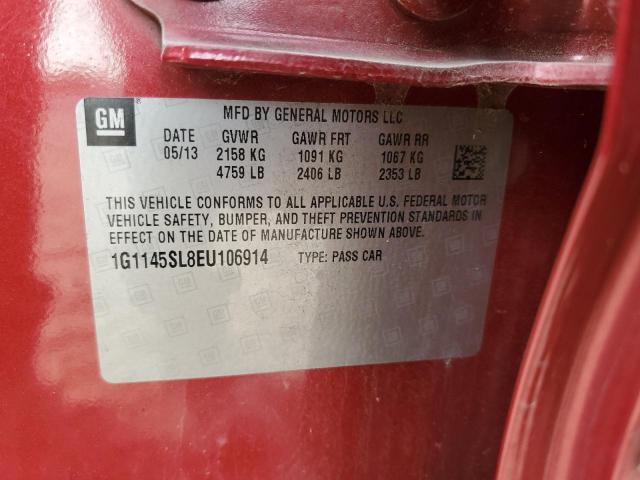 GM
MFD BY GENERAL MOTORS LLC
DATE GVWR GAWR FRT GAWR RR
05/13 2158 KG 1091 KG 1067 KG
4759 LB 2406 LB 2353 LB
THIS VEHICLE CONFORMS TO ALL APPLICABLE U.S. FEDERAL MOTOR
VEHICLE SAFETY, BUMPER, AND THEFT PREVENTION STANDARDS IN
EFFECT ON THE DATE OF MANUFACTURE SHOWN ABOVE.
1G1145SL8EU106914 TYPE: PASS CAR